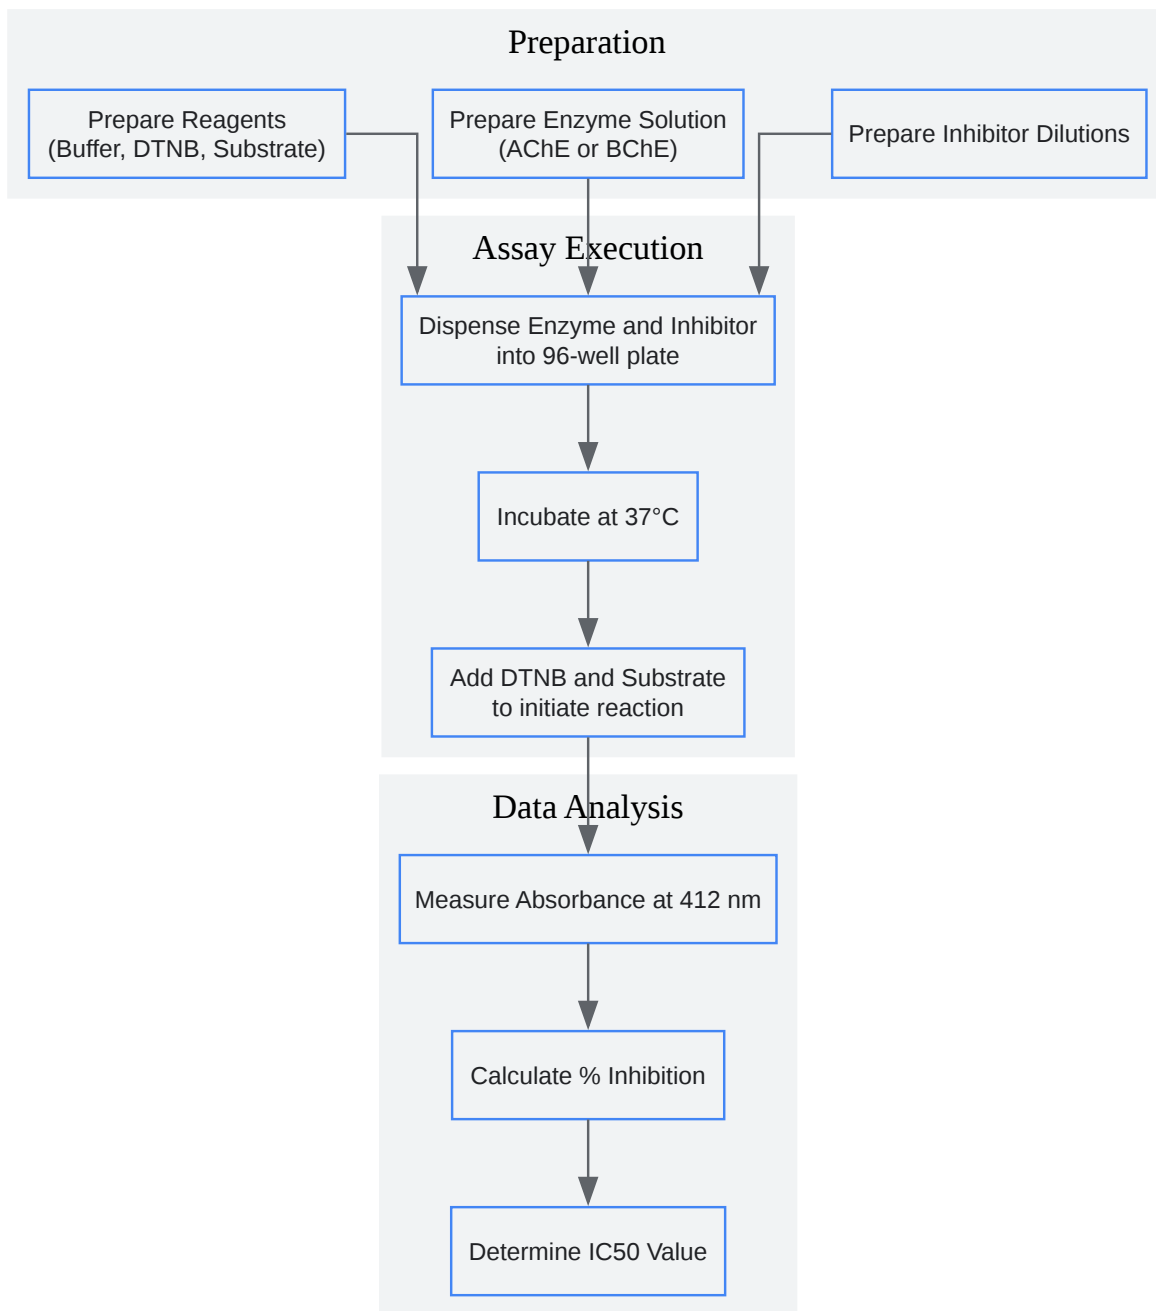 Preparation
Prepare Reagents
(Buffer, DTNB, Substrate)
Prepare Enzyme Solution
(AChE or BChE)
Prepare Inhibitor Dilutions
Assay Execution
Dispense Enzyme and Inhibitor
into 96-well plate
Incubate at 37°C
Add DTNB and Substrate
to initiate reaction
Data Analysis
Measure Absorbance at 412 nm
Calculate % Inhibition
Determine IC50 Value